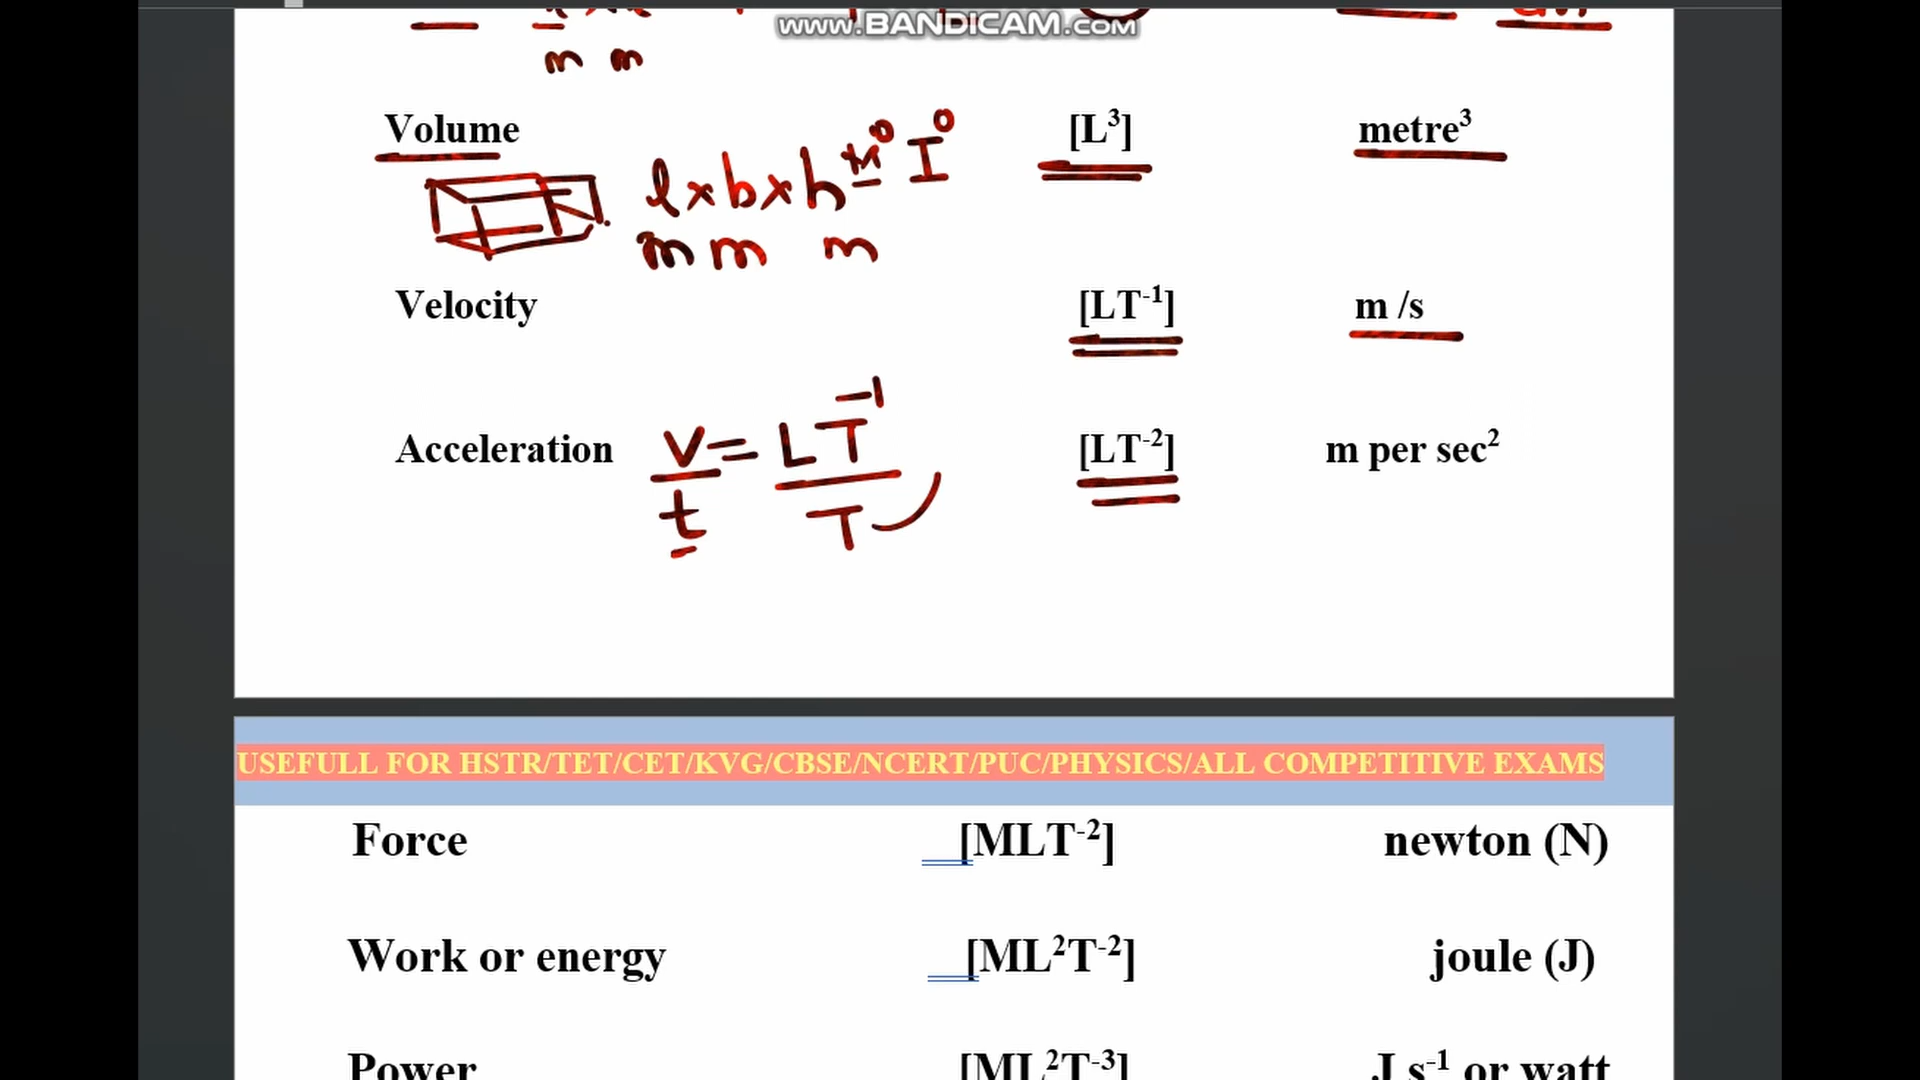 www.BANDICAM.com
m m
Volume l×b×h M⁰ I⁰ [L³] metre³
m m m
Velocity [LT⁻¹] m /s
Acceleration v/t = LT⁻¹/T [LT⁻²] m per sec²
USEFULL FOR HSTR/TET/CET/KVG/CBSE/NCERT/PUC/PHYSICS/ALL COMPETITIVE EXAMS
Force [MLT⁻²] newton (N)
Work or energy [ML²T⁻²] joule (J)
Power [ML²T⁻³] J s⁻¹ or watt